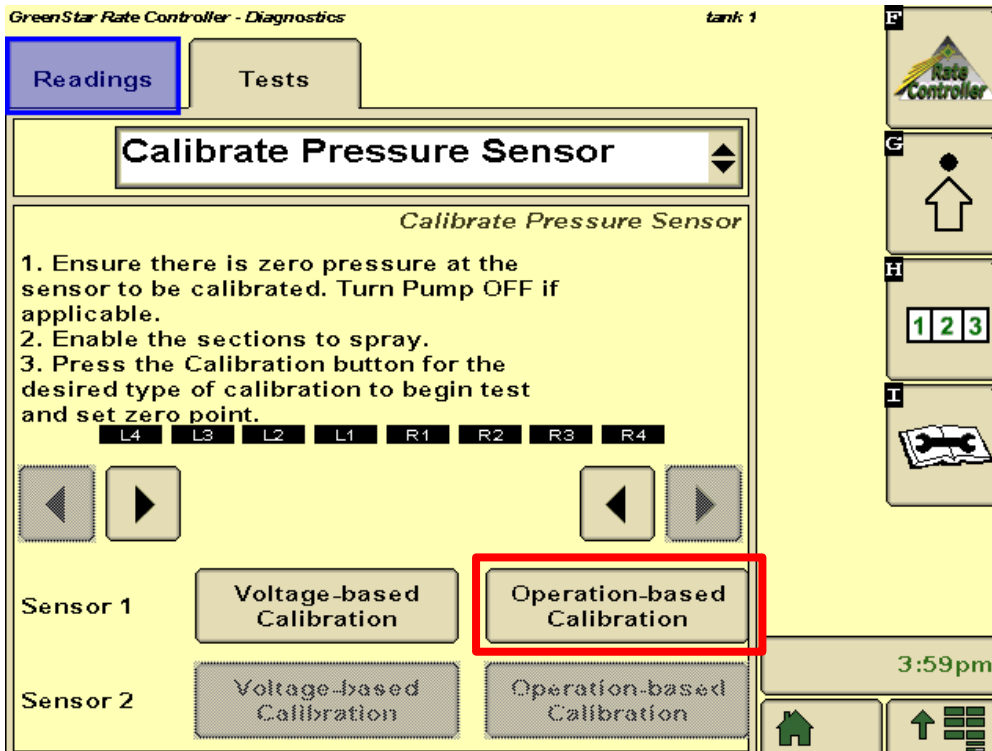 GreenStar Rate Controller - Diagnostics tank 1
F
Readings Tests
Rate
Controller
Calibrate Pressure Sensor
G
Calibrate Pressure Sensor
1. Ensure there is zero pressure at the
sensor to be calibrated. Turn Pump OFF if
applicable.
2. Enable the sections to spray.
3. Press the Calibration button for the
desired type of calibration to begin test
and set zero point.
H
1 2 3
I
L4 L3 L2 L1 R1 R2 R3 R4
Sensor 1
Voltage-based
Calibration
Operation-based
Calibration
Sensor 2
Voltage-based
Calibration
Operation-based
Calibration
3:59pm